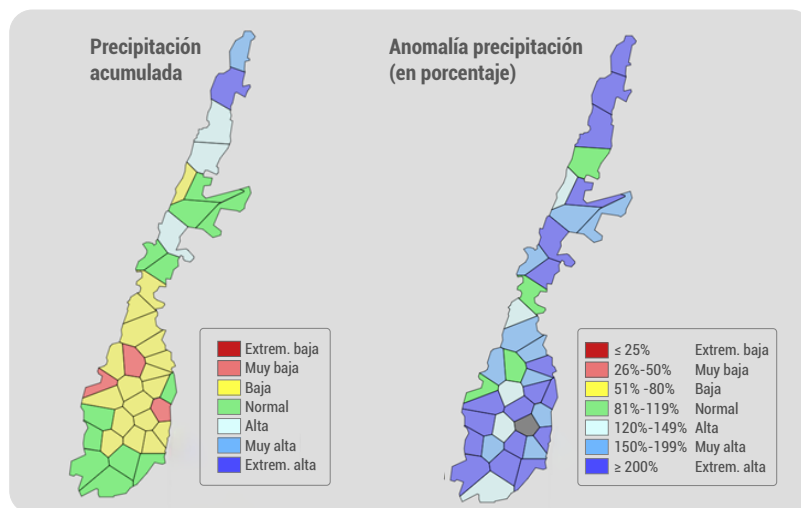 Precipitación
acumulada
Anomalía precipitación
(en porcentaje)
Extrem. baja
Muy baja
Baja
Normal
Alta
Muy alta
Extrem. alta
≤ 25% Extrem. baja
26%-50% Muy baja
51% -80% Baja
81%-119% Normal
120%-149% Alta
150%-199% Muy alta
≥ 200% Extrem. alta